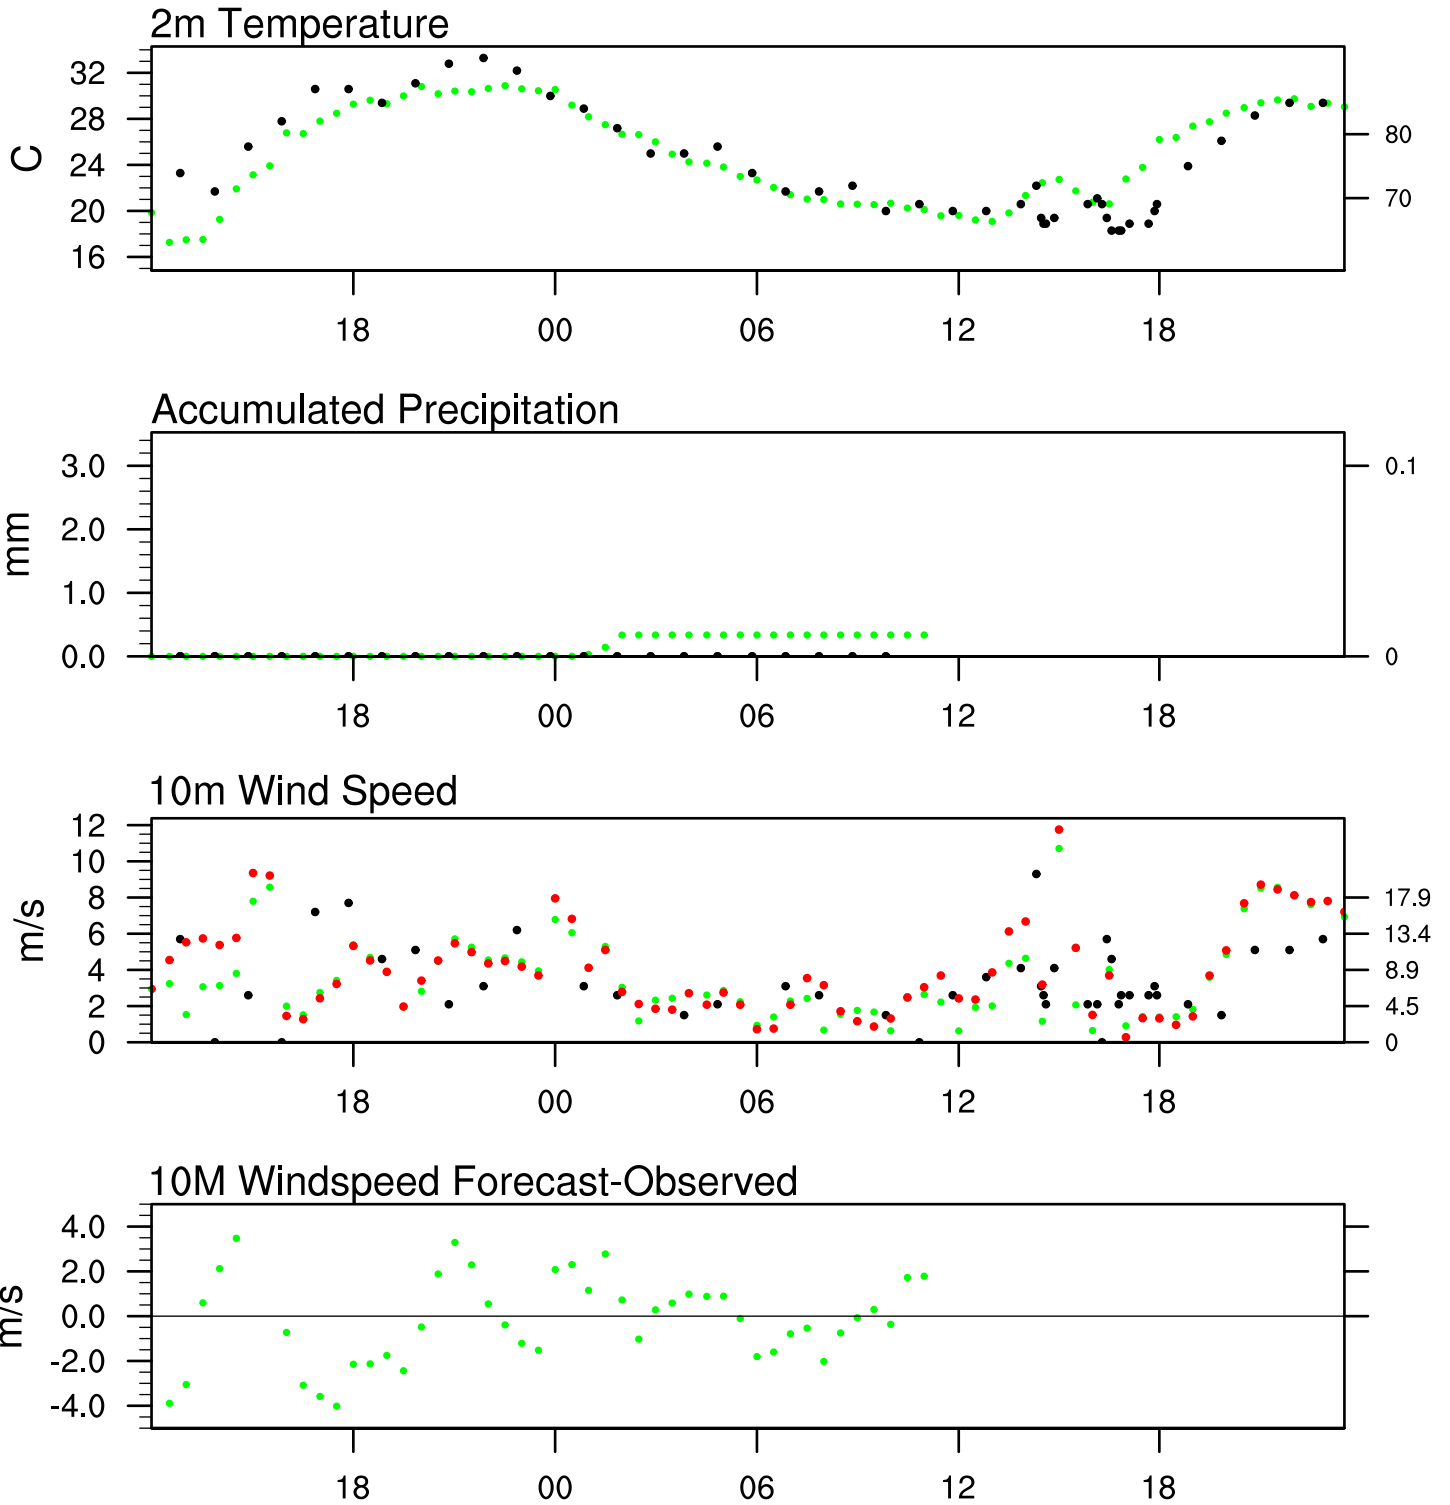 2m Temperature
32
28
24
20
16
C
80
70
18 00 06 12 18
Accumulated Precipitation
3.0
2.0
1.0
0.0
mm
0.1
0
18 00 06 12 18
10m Wind Speed
12
10
8
6
4
2
0
m/s
17.9
13.4
8.9
4.5
0
18 00 06 12 18
10M Windspeed Forecast-Observed
4.0
2.0
0.0
-2.0
-4.0
m/s
18 00 06 12 18